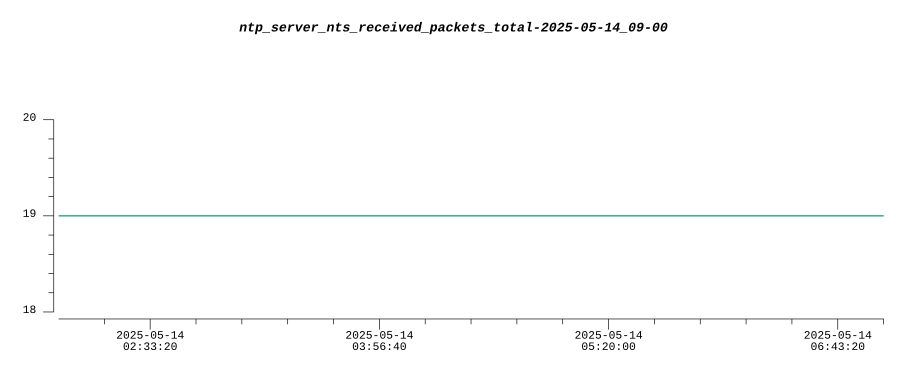 ntp_server_nts_received_packets_total-2025-05-14_09-00
20
19
18
2025-05-14 2025-05-14 2025-05-14 2025-05-14
02:33:20 03:56:40 05:20:00 06:43:20